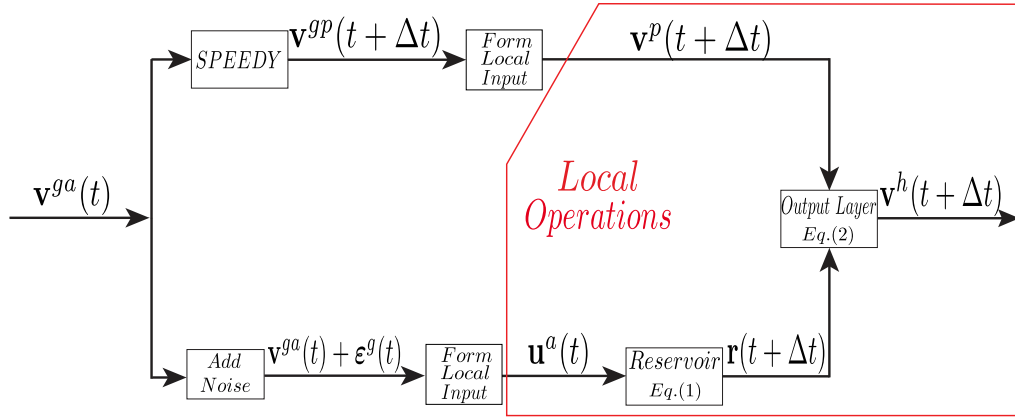 v^{ga}(t)
SPEEDY
v^{gp}(t + Δt)
Form
Local
Input
v^{p}(t + Δt)
Local
Operations
Output Layer
Eq.(2)
v^{h}(t + Δt)
Add
Noise
v^{ga}(t) + ε^{g}(t)
Form
Local
Input
u^{a}(t)
Reservoir
Eq.(1)
r(t + Δt)